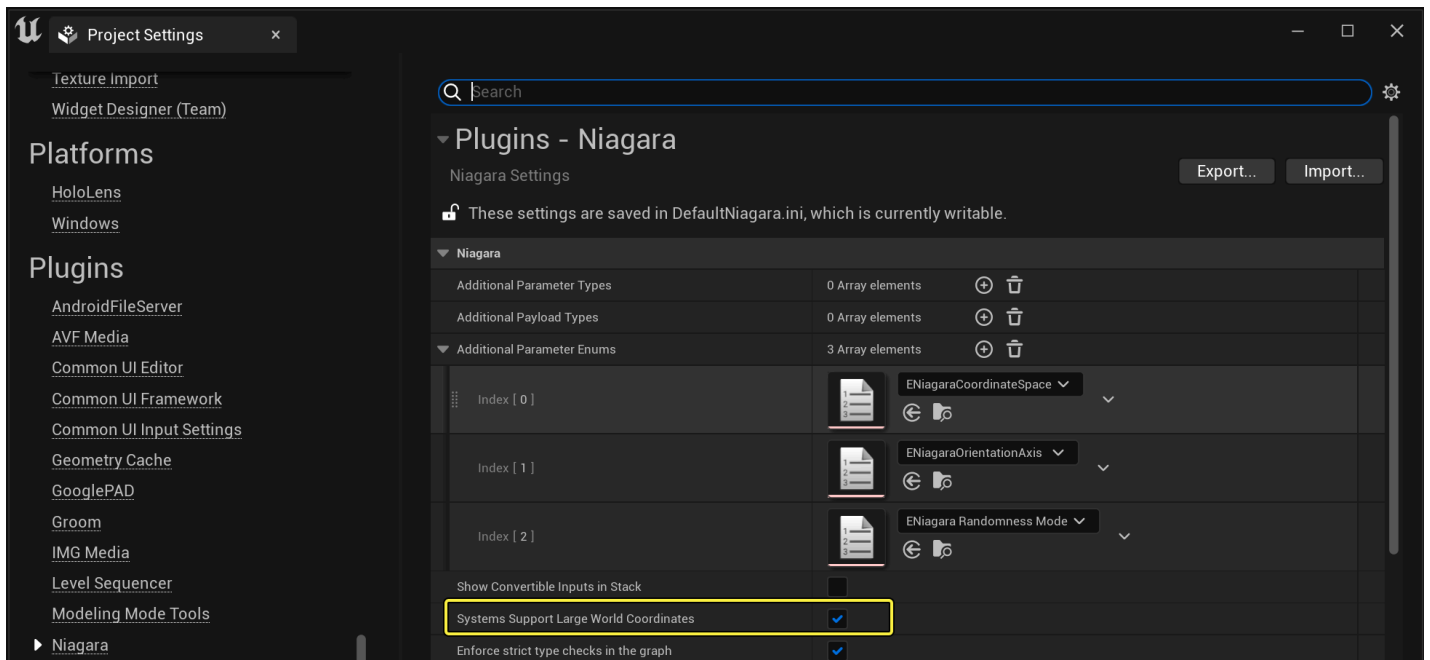 Project Settings
Texture Import
Widget Designer (Team)
Platforms
HoloLens
Windows
Plugins
AndroidFileServer
AVF Media
Common UI Editor
Common UI Framework
Common UI Input Settings
Geometry Cache
GooglePAD
Groom
IMG Media
Level Sequencer
Modeling Mode Tools
Niagara
Search
Plugins - Niagara
Niagara Settings
Export...
Import...
These settings are saved in DefaultNiagara.ini, which is currently writable.
Niagara
Additional Parameter Types 0 Array elements
Additional Payload Types 0 Array elements
Additional Parameter Enums 3 Array elements
Index [ 0 ] ENiagaraCoordinateSpace
Index [ 1 ] ENiagaraOrientationAxis
Index [ 2 ] ENiagara Randomness Mode
Show Convertible Inputs in Stack
Systems Support Large World Coordinates
Enforce strict type checks in the graph